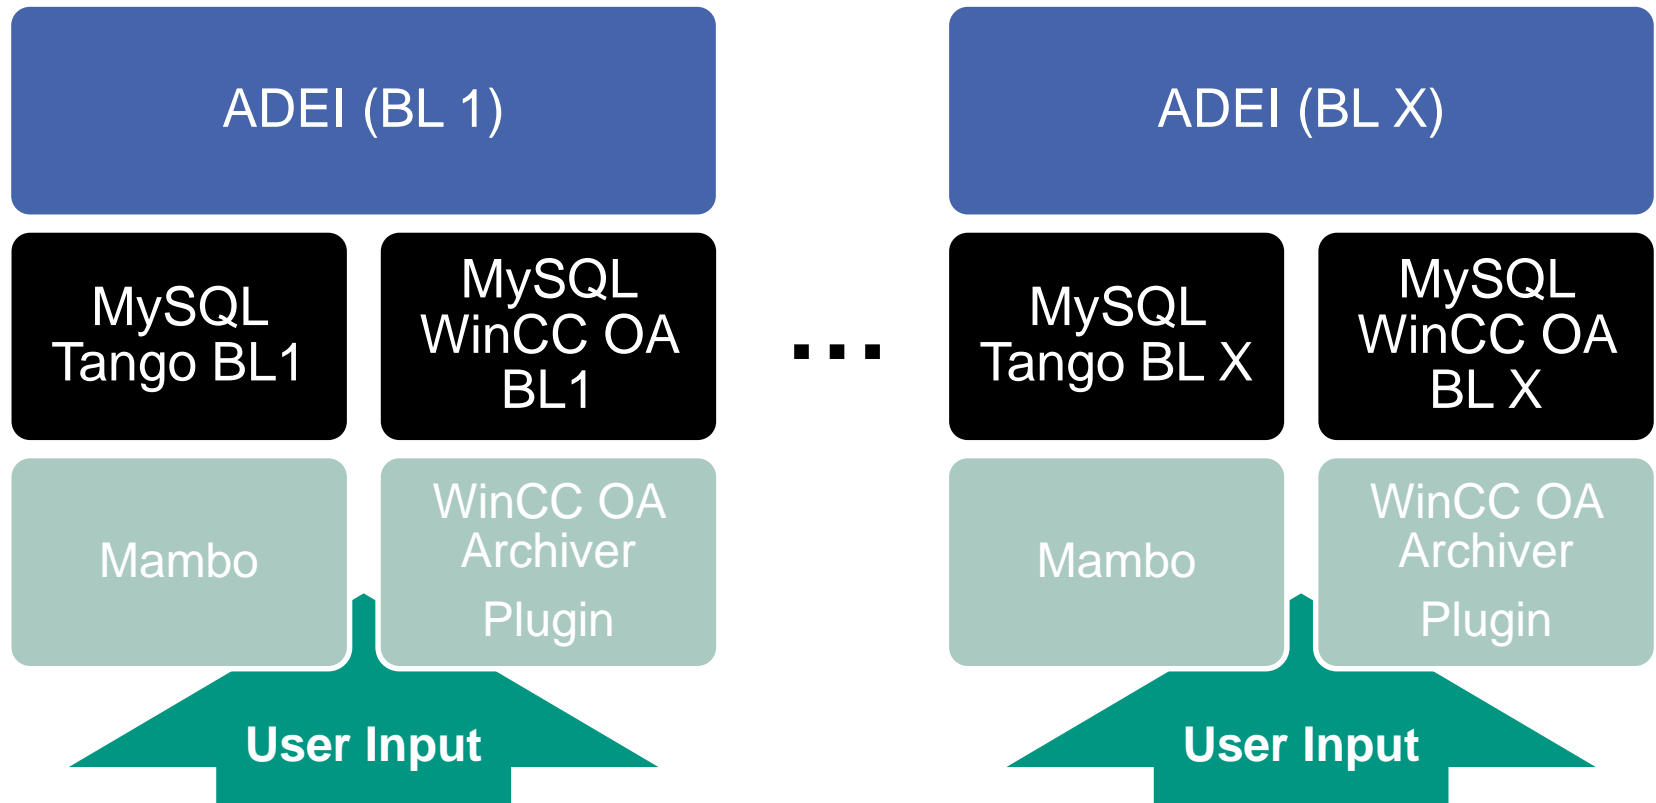 ADEI (BL 1)
MySQL
Tango BL1
MySQL
WinCC OA
BL1
Mambo
WinCC OA
Archiver
Plugin
User Input
...
ADEI (BL X)
MySQL
Tango BL X
MySQL
WinCC OA
BL X
Mambo
WinCC OA
Archiver
Plugin
User Input